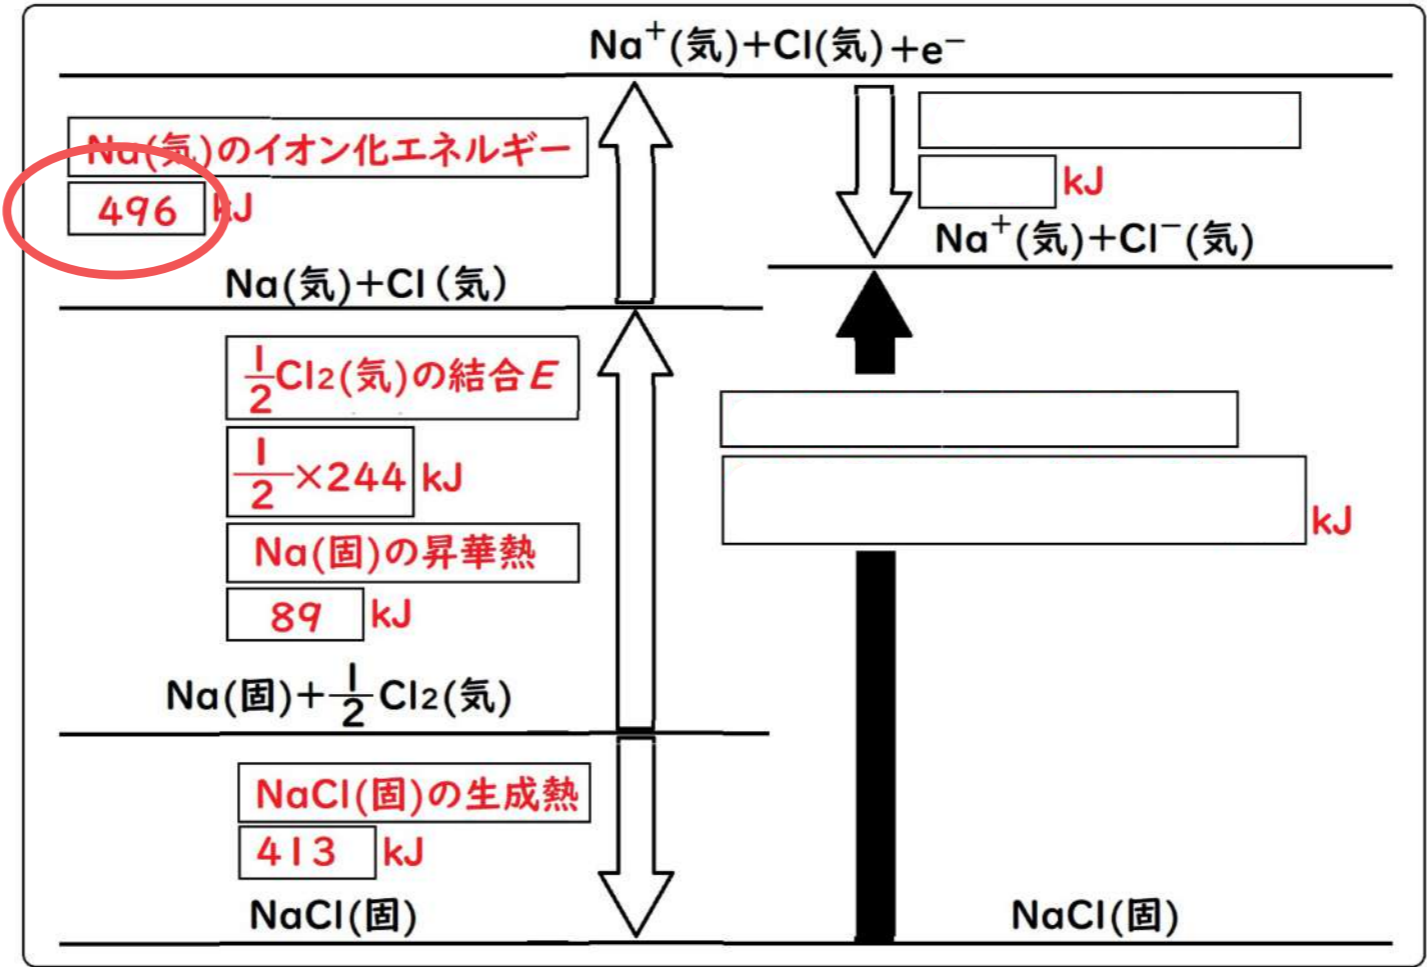 Na⁺(気)+Cl(気)+e⁻
Na(気)のイオン化エネルギー
496 kJ
kJ
Na⁺(気)+Cl⁻(気)
Na(気)+Cl(気)
1/2Cl₂(気)の結合E
1/2×244 kJ
kJ
Na(固)の昇華熱
89 kJ
Na(固)+1/2Cl₂(気)
NaCl(固)の生成熱
413 kJ
NaCl(固)
NaCl(固)